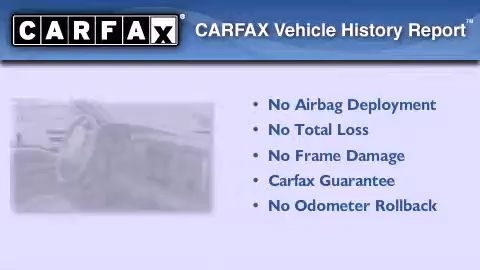 CARFAX® CARFAX Vehicle History Report™
• No Airbag Deployment
• No Total Loss
• No Frame Damage
• Carfax Guarantee
• No Odometer Rollback